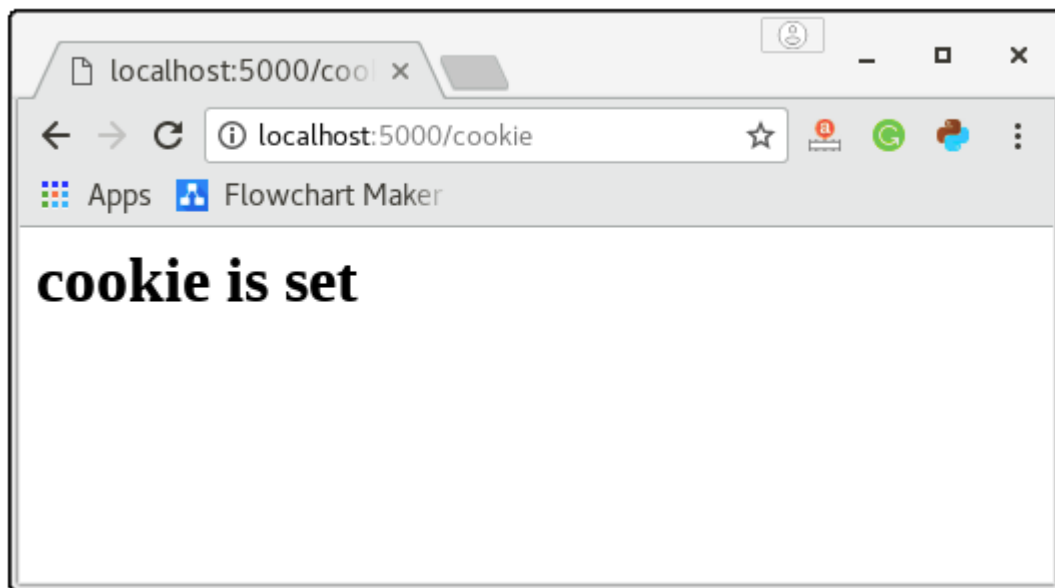 localhost:5000/coo
localhost:5000/cookie
Apps Flowchart Maker
cookie is set